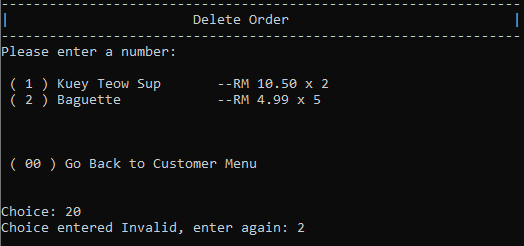 -----------------------------------------------------------------
|                       Delete Order                            |
-----------------------------------------------------------------
Please enter a number:
( 1 ) Kuey Teow Sup       --RM 10.50 x 2
( 2 ) Baguette            --RM 4.99 x 5
( 00 ) Go Back to Customer Menu
Choice: 20
Choice entered Invalid, enter again: 2